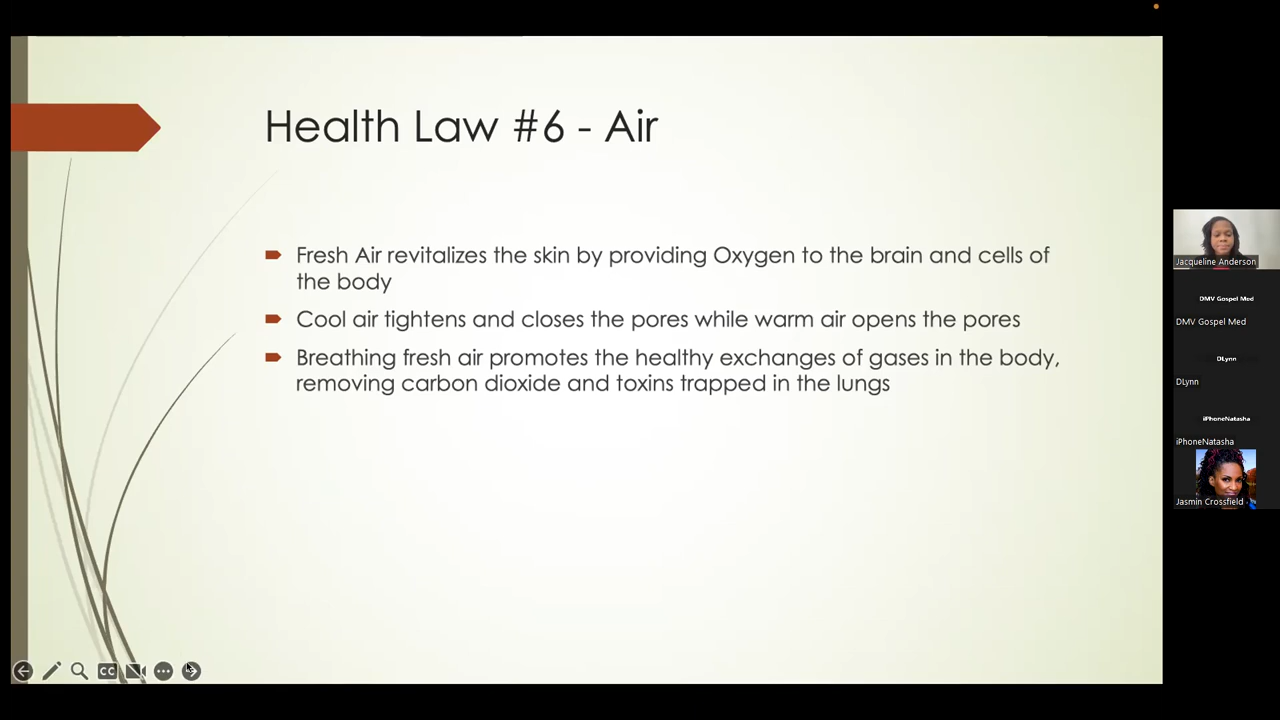 Health Law #6 - Air
Fresh Air revitalizes the skin by providing Oxygen to the brain and cells of
the body
Cool air tightens and closes the pores while warm air opens the pores
Breathing fresh air promotes the healthy exchanges of gases in the body,
removing carbon dioxide and toxins trapped in the lungs
CC
Jacqueline Anderson
DMV Gospel Med
DMV Gospel Med
DLynn
DLynn
iPhoneNatasha
iPhoneNatasha
Jasmin Crossfield